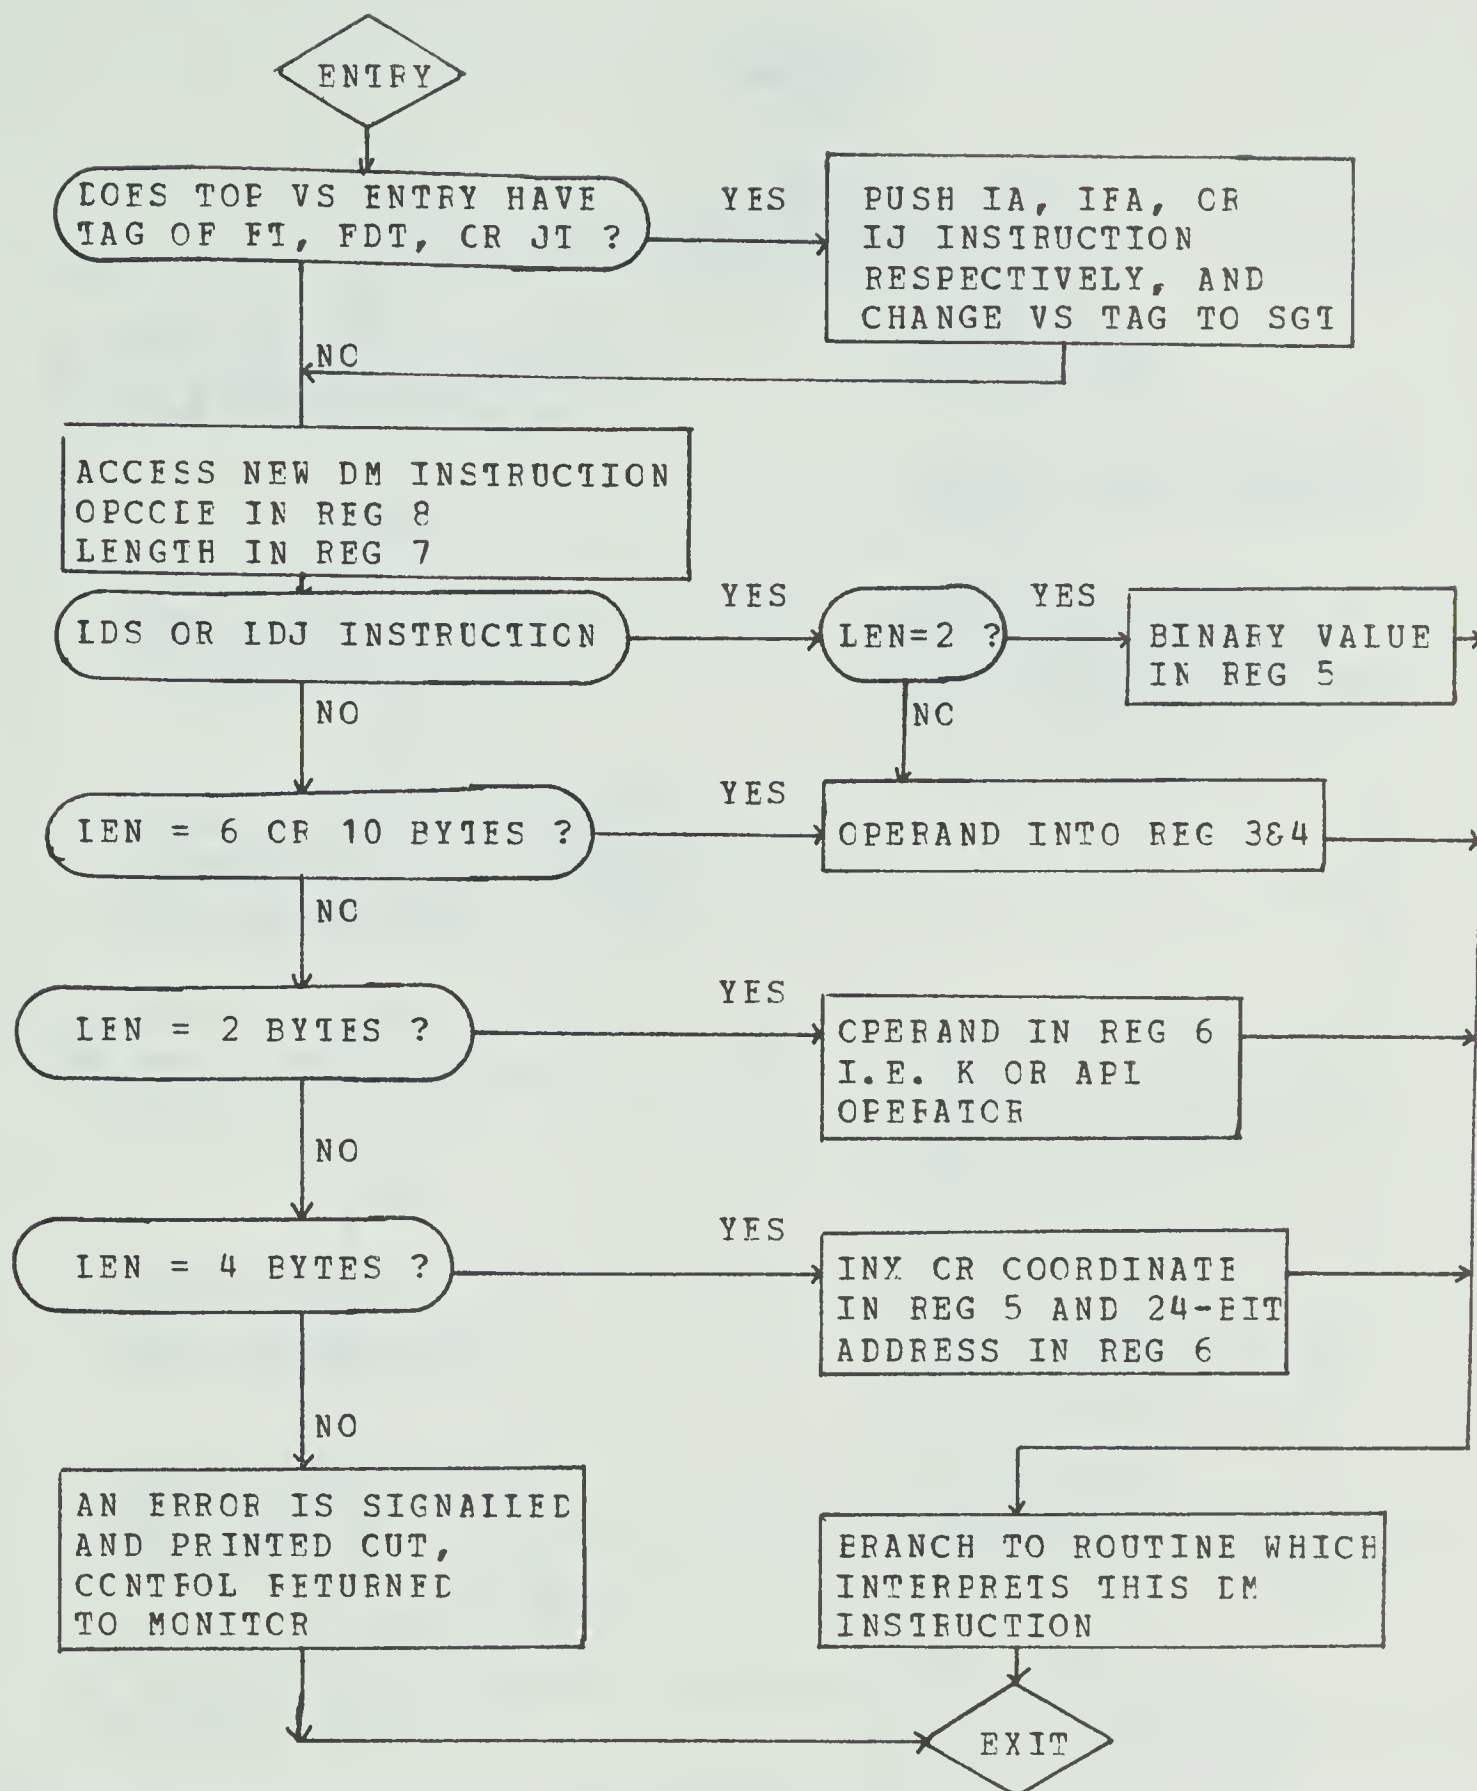 ENTRY
DOES TOP VS ENTRY HAVE
TAG OF FT, FDT, OR JT ?
YES
PUSH IA, IFA, OR
IJ INSTRUCTION
RESPECTIVELY, AND
CHANGE VS TAG TO SGT
NO
ACCESS NEW DM INSTRUCTION
OPCODE IN REG 8
LENGTH IN REG 7
LDS OR LDJ INSTRUCTION
YES
LEN=2 ?
YES
BINARY VALUE
IN REG 5
NO
NO
LEN = 6 OR 10 BYTES ?
YES
OPERAND INTO REG 3&4
NO
LEN = 2 BYTES ?
YES
OPERAND IN REG 6
I.E. K OR APL
OPERATOR
NO
LEN = 4 BYTES ?
YES
INX OR COORDINATE
IN REG 5 AND 24-BIT
ADDRESS IN REG 6
NO
AN ERROR IS SIGNALLED
AND PRINTED OUT,
CONTROL RETURNED
TO MONITOR
BRANCH TO ROUTINE WHICH
INTERPRETS THIS DM
INSTRUCTION
EXIT